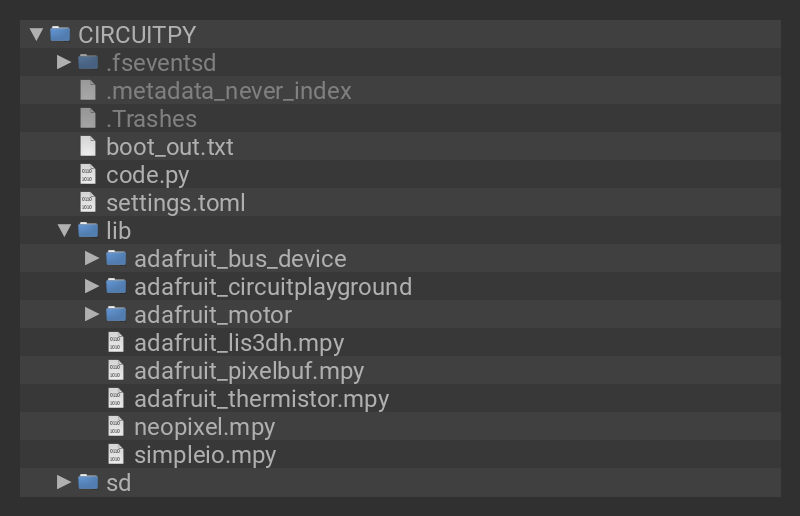 CIRCUITPY
.fseventsd
.metadata_never_index
.Trashes
boot_out.txt
code.py
settings.toml
lib
adafruit_bus_device
adafruit_circuitplayground
adafruit_motor
adafruit_lis3dh.mpy
adafruit_pixelbuf.mpy
adafruit_thermistor.mpy
neopixel.mpy
simpleio.mpy
sd